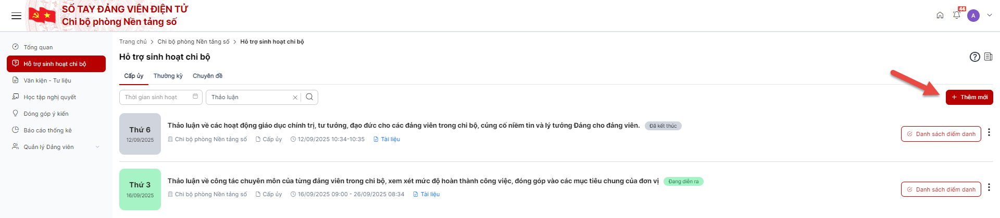 SỔ TAY ĐẢNG VIÊN ĐIỆN TỬ
Chi bộ phòng Nền tảng số
44
A
Tổng quan
Hỗ trợ sinh hoạt chi bộ
Văn kiện - Tư liệu
Học tập nghị quyết
Đóng góp ý kiến
Báo cáo thống kê
Quản lý Đảng viên
Trang chủ > Chi bộ phòng Nền tảng số > Hỗ trợ sinh hoạt chi bộ
Hỗ trợ sinh hoạt chi bộ
Cấp ủy Thường kỳ Chuyên đề
Thời gian sinh hoạt Thảo luận + Thêm mới
Thứ 6
12/09/2025
Thảo luận về các hoạt động giáo dục chính trị, tư tưởng, đạo đức cho các đảng viên trong chi bộ, củng cố niềm tin và lý tưởng Đảng cho đảng viên. Đã kết thúc
Chi bộ phòng Nền tảng số Cấp ủy 12/09/2025 10:34-10:35 Tài liệu
Danh sách điểm danh
Thứ 3
16/09/2025
Thảo luận về công tác chuyên môn của từng đảng viên trong chi bộ, xem xét mức độ hoàn thành công việc, đóng góp vào các mục tiêu chung của đơn vị Đang diễn ra
Chi bộ phòng Nền tảng số Cấp ủy 16/09/2025 09:00 - 26/09/2025 08:34 Tài liệu
Danh sách điểm danh